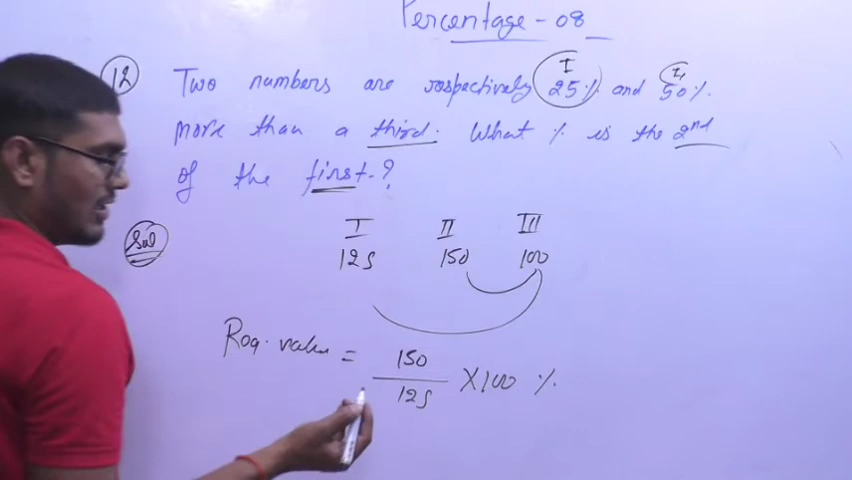 Percentage - 08
12 Two numbers are respectively 25% and 50%.
I II
more than a third. What % is the 2nd
of the first.?
Sol
I II III
125 150 100
Req. value = 150 / 125 X 100 %